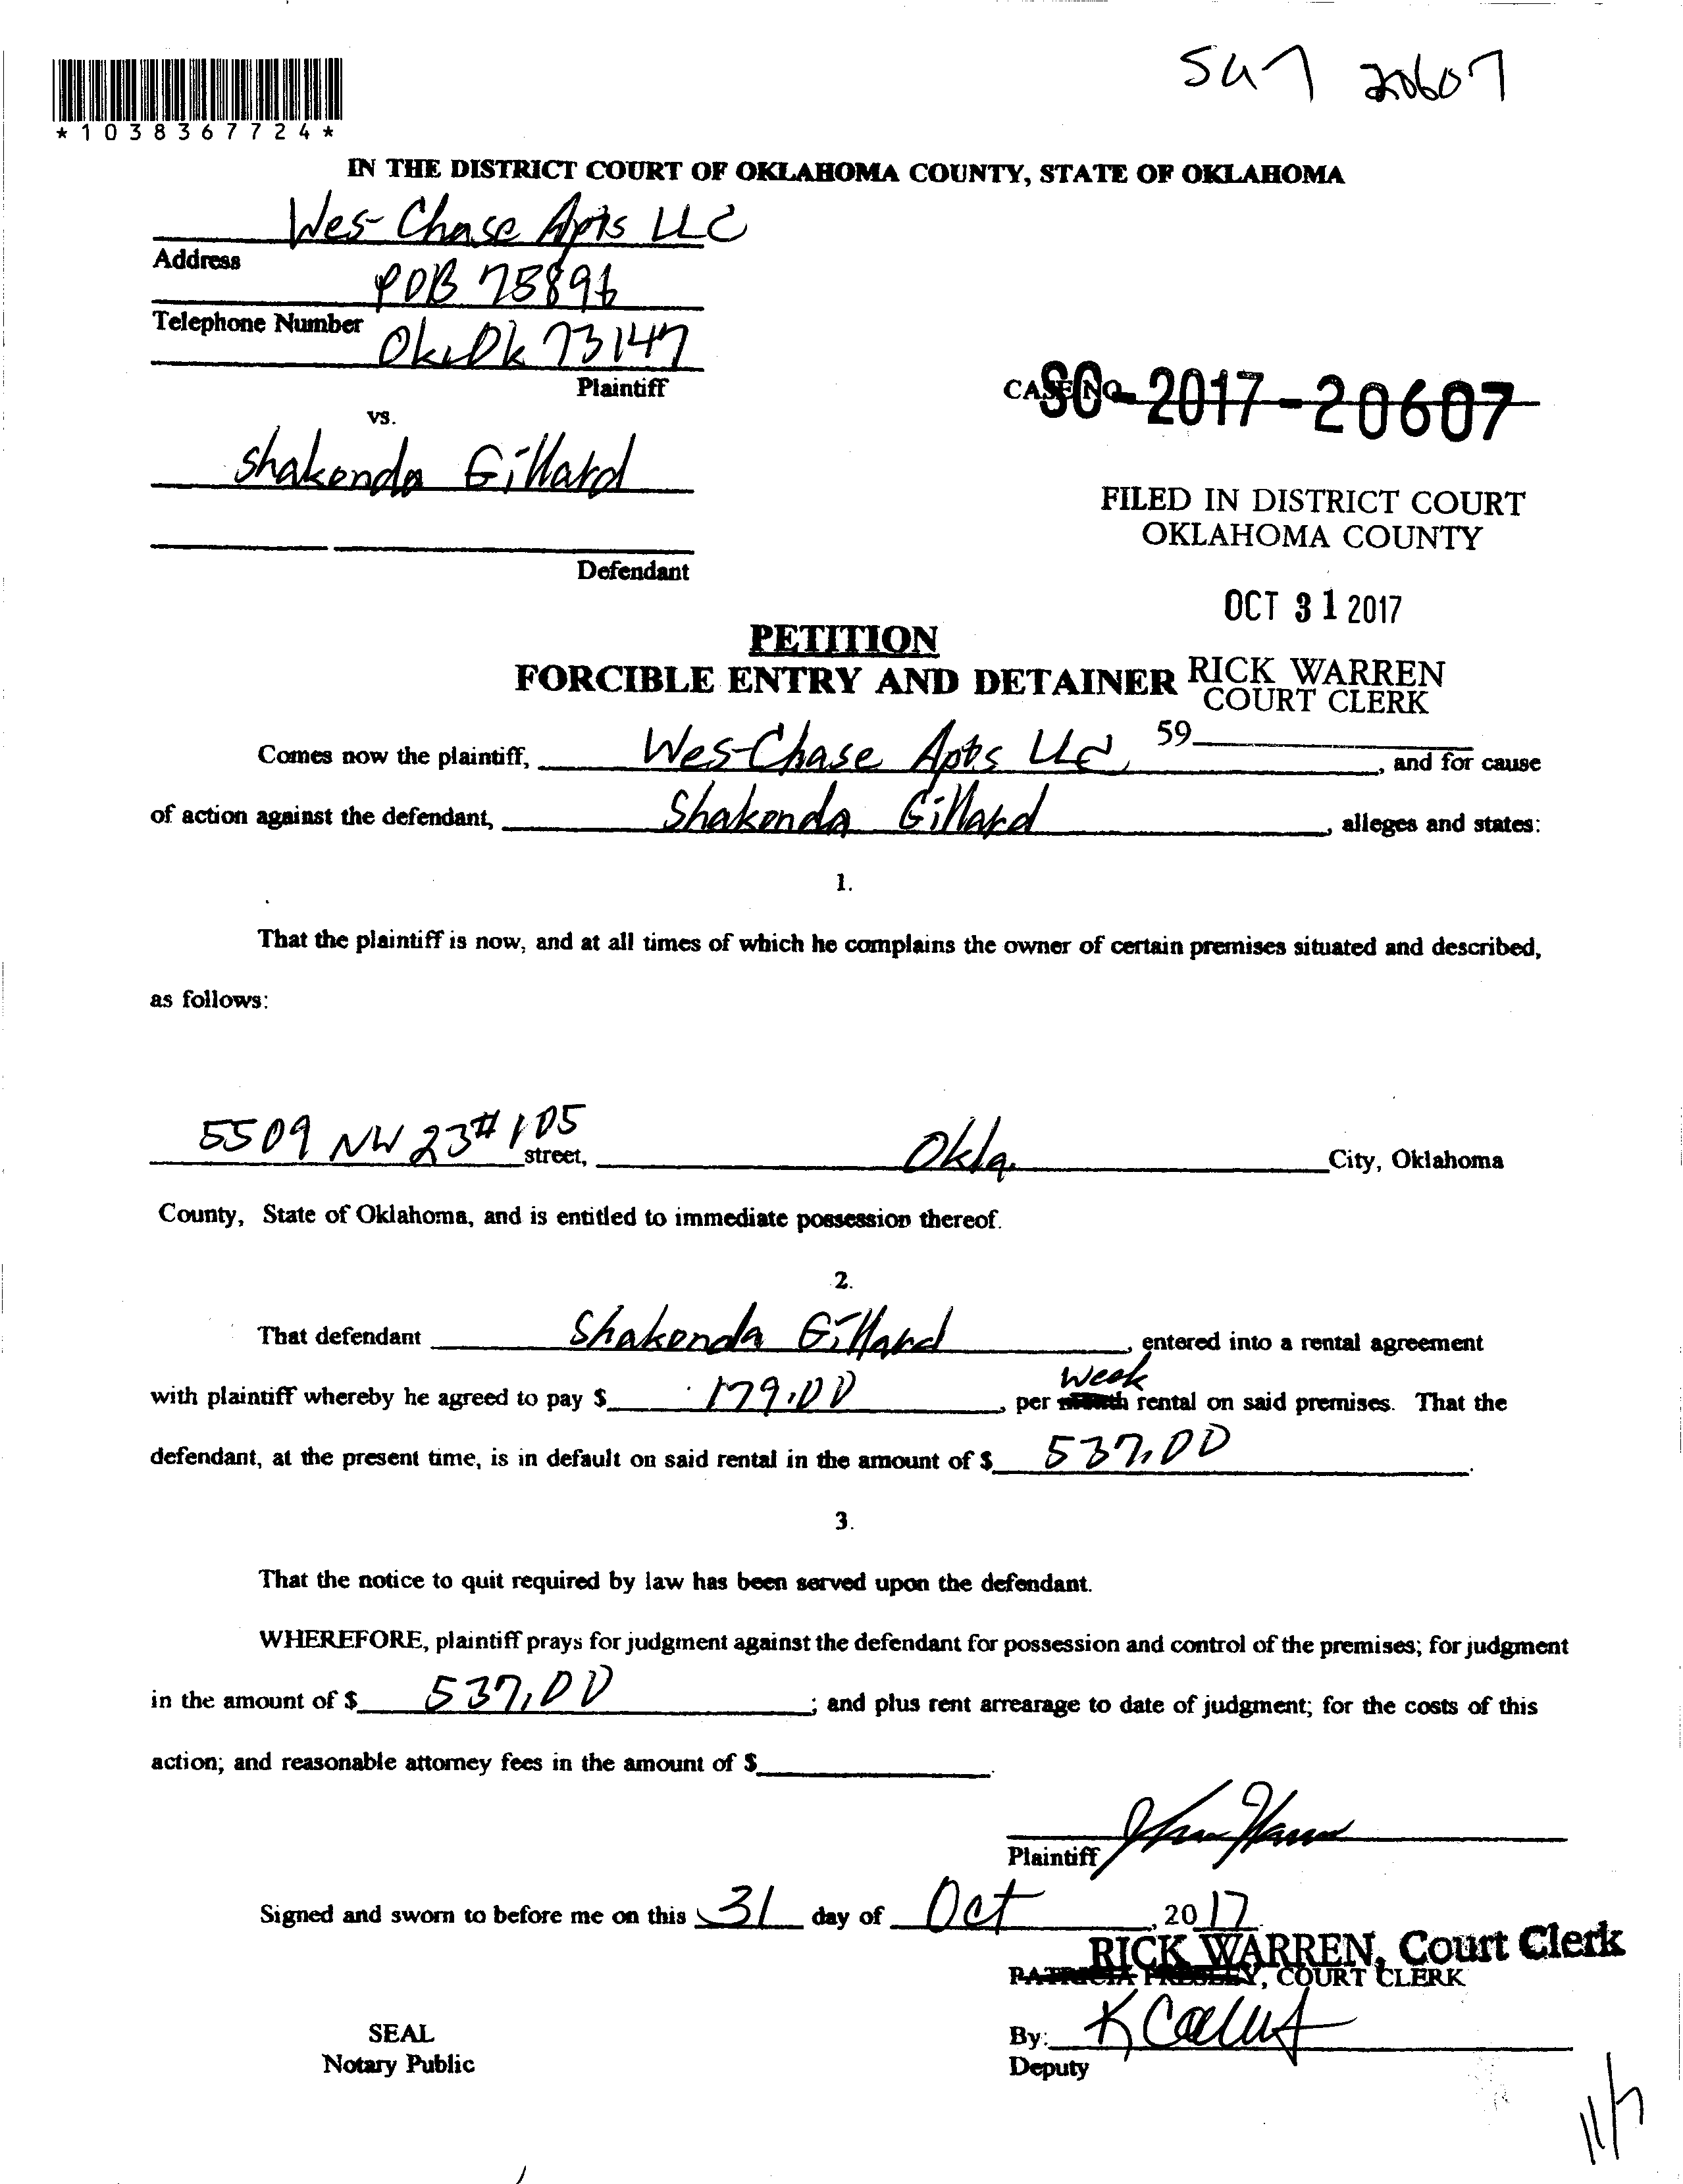 *1038367724*
IN THE DISTRICT COURT OF OKLAHOMA COUNTY, STATE OF OKLAHOMA
Wes-Chase Apts LLC
Address
POB 75896
Telephone Number
Ok. Ok 73147
Plaintiff
vs.
CASE NO. SC-2017-20607
Shakonda Gillard
FILED IN DISTRICT COURT
OKLAHOMA COUNTY
Defendant
OCT 31 2017
PETITION
FORCIBLE ENTRY AND DETAINER
RICK WARREN
COURT CLERK
59
Comes now the plaintiff, Wes-Chase Apts LLC, and for cause
of action against the defendant, Shakonda Gillard, alleges and states:
1.
That the plaintiff is now, and at all times of which he complains the owner of certain premises situated and described,
as follows:
5509 NW 23 #105 street, Okla. City, Oklahoma
County, State of Oklahoma, and is entitled to immediate possession thereof.
2.
That defendant Shakonda Gillard, entered into a rental agreement
with plaintiff whereby he agreed to pay $ 179.00, per month Week rental on said premises. That the
defendant, at the present time, is in default on said rental in the amount of $ 537.00.
3.
That the notice to quit required by law has been served upon the defendant.
WHEREFORE, plaintiff prays for judgment against the defendant for possession and control of the premises; for judgment
in the amount of $ 537.00; and plus rent arrearage to date of judgment; for the costs of this
action; and reasonable attorney fees in the amount of $.
Plaintiff
Signed and sworn to before me on this 31 day of Oct, 2017
RICK WARREN, Court Clerk
PATRICIA PRESLEY, COURT CLERK
SEAL
By:
Notary Public
Deputy